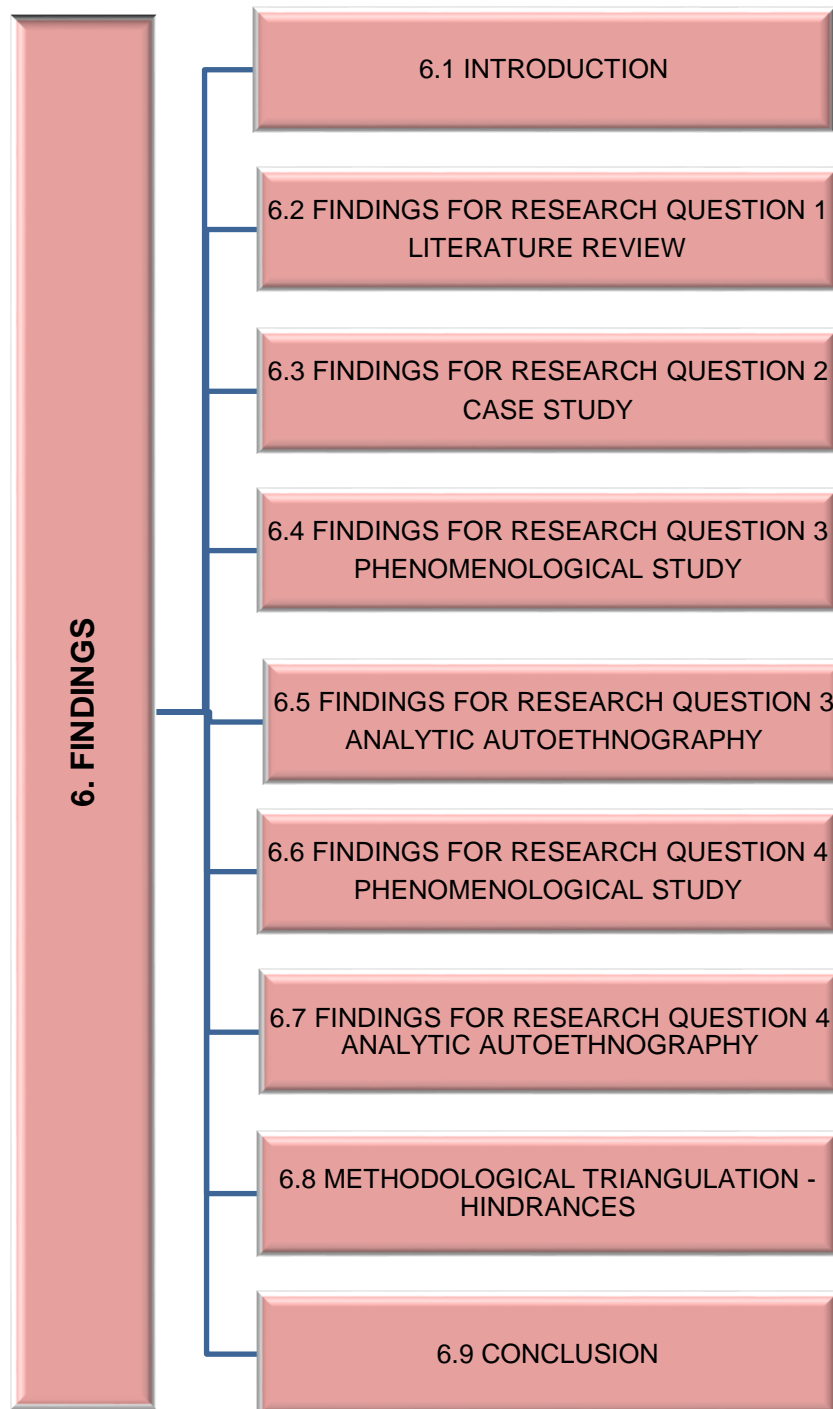 6. FINDINGS
6.1 INTRODUCTION
6.2 FINDINGS FOR RESEARCH QUESTION 1
LITERATURE REVIEW
6.3 FINDINGS FOR RESEARCH QUESTION 2
CASE STUDY
6.4 FINDINGS FOR RESEARCH QUESTION 3
PHENOMENOLOGICAL STUDY
6.5 FINDINGS FOR RESEARCH QUESTION 3
ANALYTIC AUTOETHNOGRAPHY
6.6 FINDINGS FOR RESEARCH QUESTION 4
PHENOMENOLOGICAL STUDY
6.7 FINDINGS FOR RESEARCH QUESTION 4
ANALYTIC AUTOETHNOGRAPHY
6.8 METHODOLOGICAL TRIANGULATION -
HINDRANCES
6.9 CONCLUSION